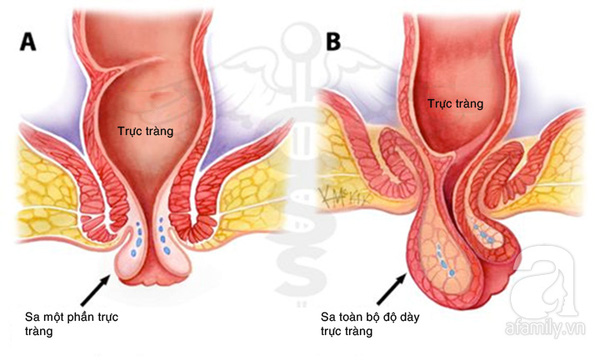 A
B
Trực tràng
Trực tràng
Sa một phần trực
tràng
Sa toàn bộ độ dày
trực tràng
a
afamily.vn